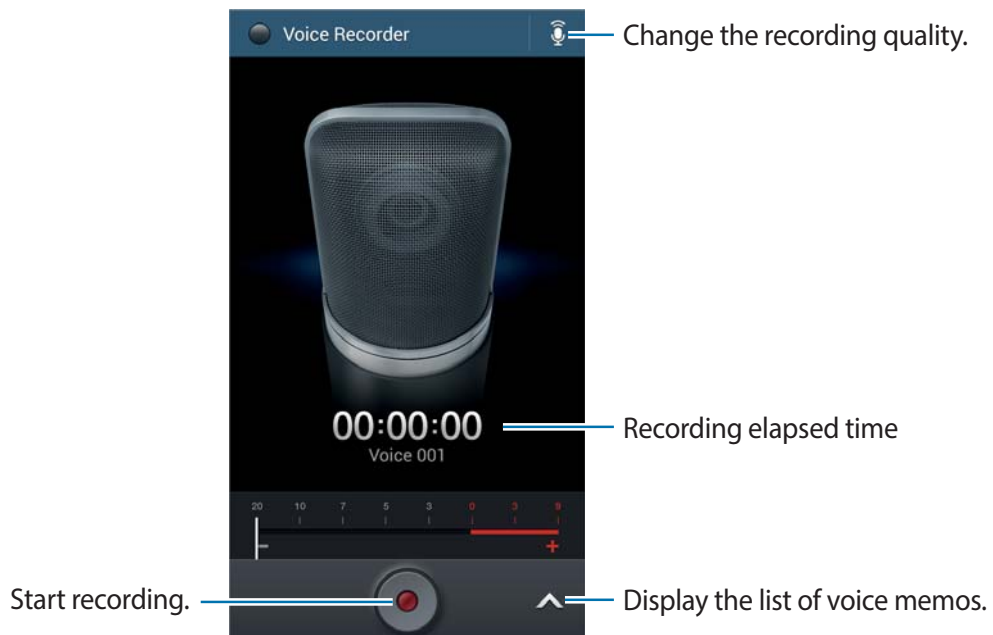 Voice Recorder
Change the recording quality.
00:00:00
Recording elapsed time
Voice 001
20 10 7 5 3 0 3 9
- +
Start recording.
Display the list of voice memos.